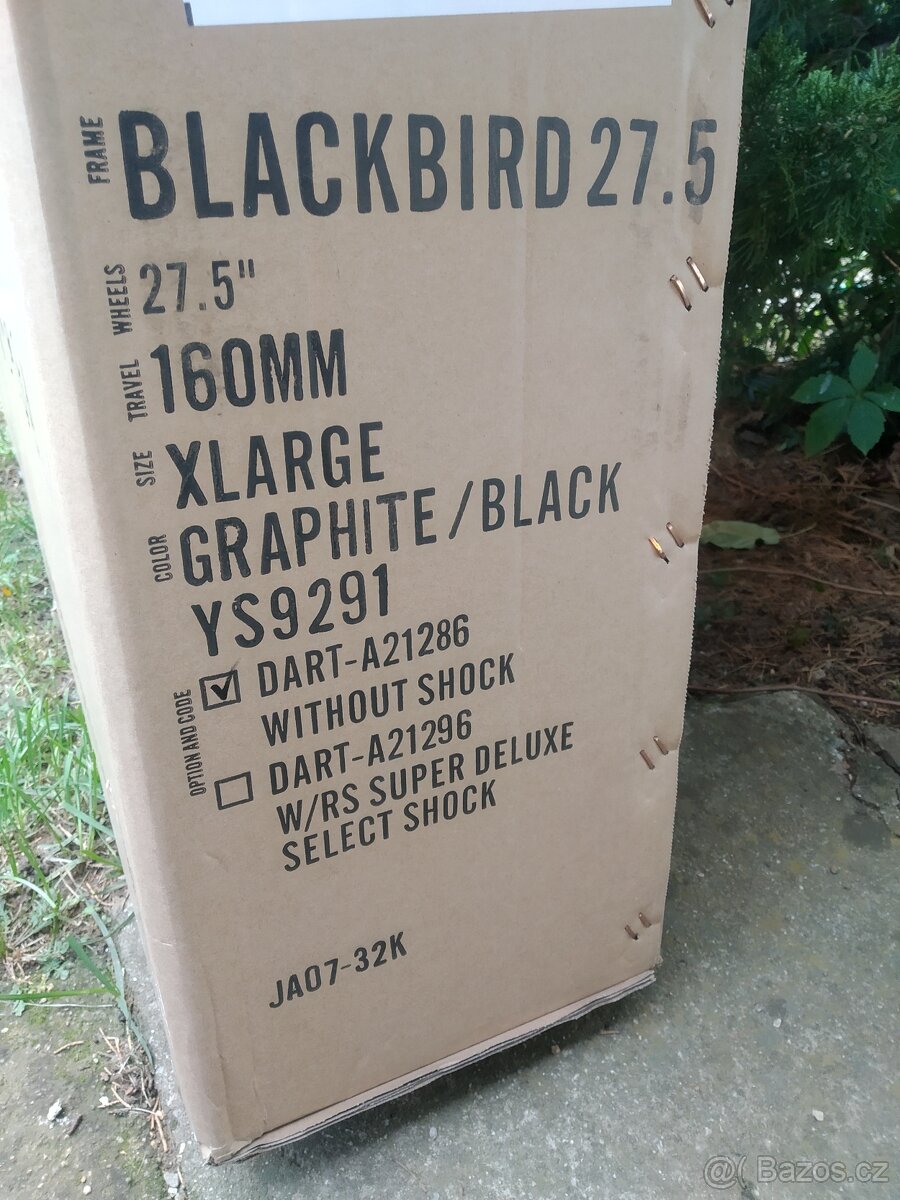 FRAME BLACKBIRD 27.5
WHEELS 27.5"
TRAVEL 160MM
SIZE XLARGE
COLOR GRAPHITE/BLACK
YS9291
OPTION AND CODE
☑ DART-A21286
WITHOUT SHOCK
☐ DART-A21296
W/RS SUPER DELUXE
SELECT SHOCK
JA07-32K
@( Bazos.cz